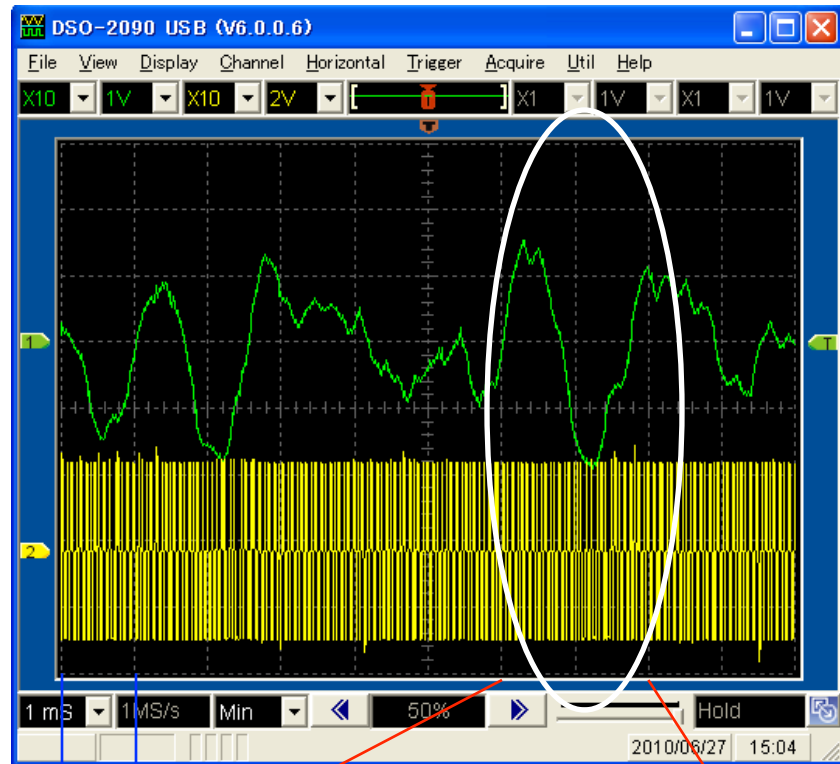 DSO-2090 USB (V6.0.0.6)
File View Display Channel Horizontal Trigger Acquire Util Help
X10 1V X10 2V T X1 1V X1 1V
T
1 T
2
1 mS 1MS/s Min 50% Hold
2010/06/27 15:04